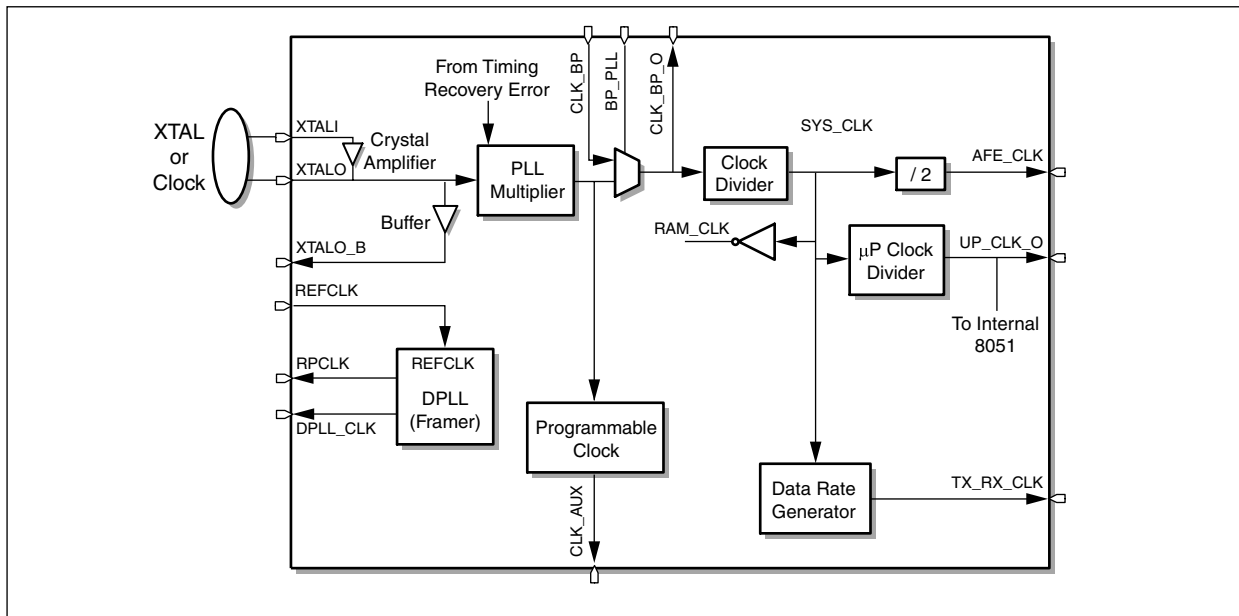 CLK_BP
BP_PLL
CLK_BP_O
From Timing
Recovery Error
XTAL
or
Clock
XTALI
Crystal
Amplifier
XTALO
PLL
Multiplier
Clock
Divider
SYS_CLK
/ 2
AFE_CLK
Buffer
XTALO_B
RAM_CLK
µP Clock
Divider
UP_CLK_O
To Internal
8051
REFCLK
RPCLK
REFCLK
DPLL
(Framer)
DPLL_CLK
Programmable
Clock
CLK_AUX
Data Rate
Generator
TX_RX_CLK